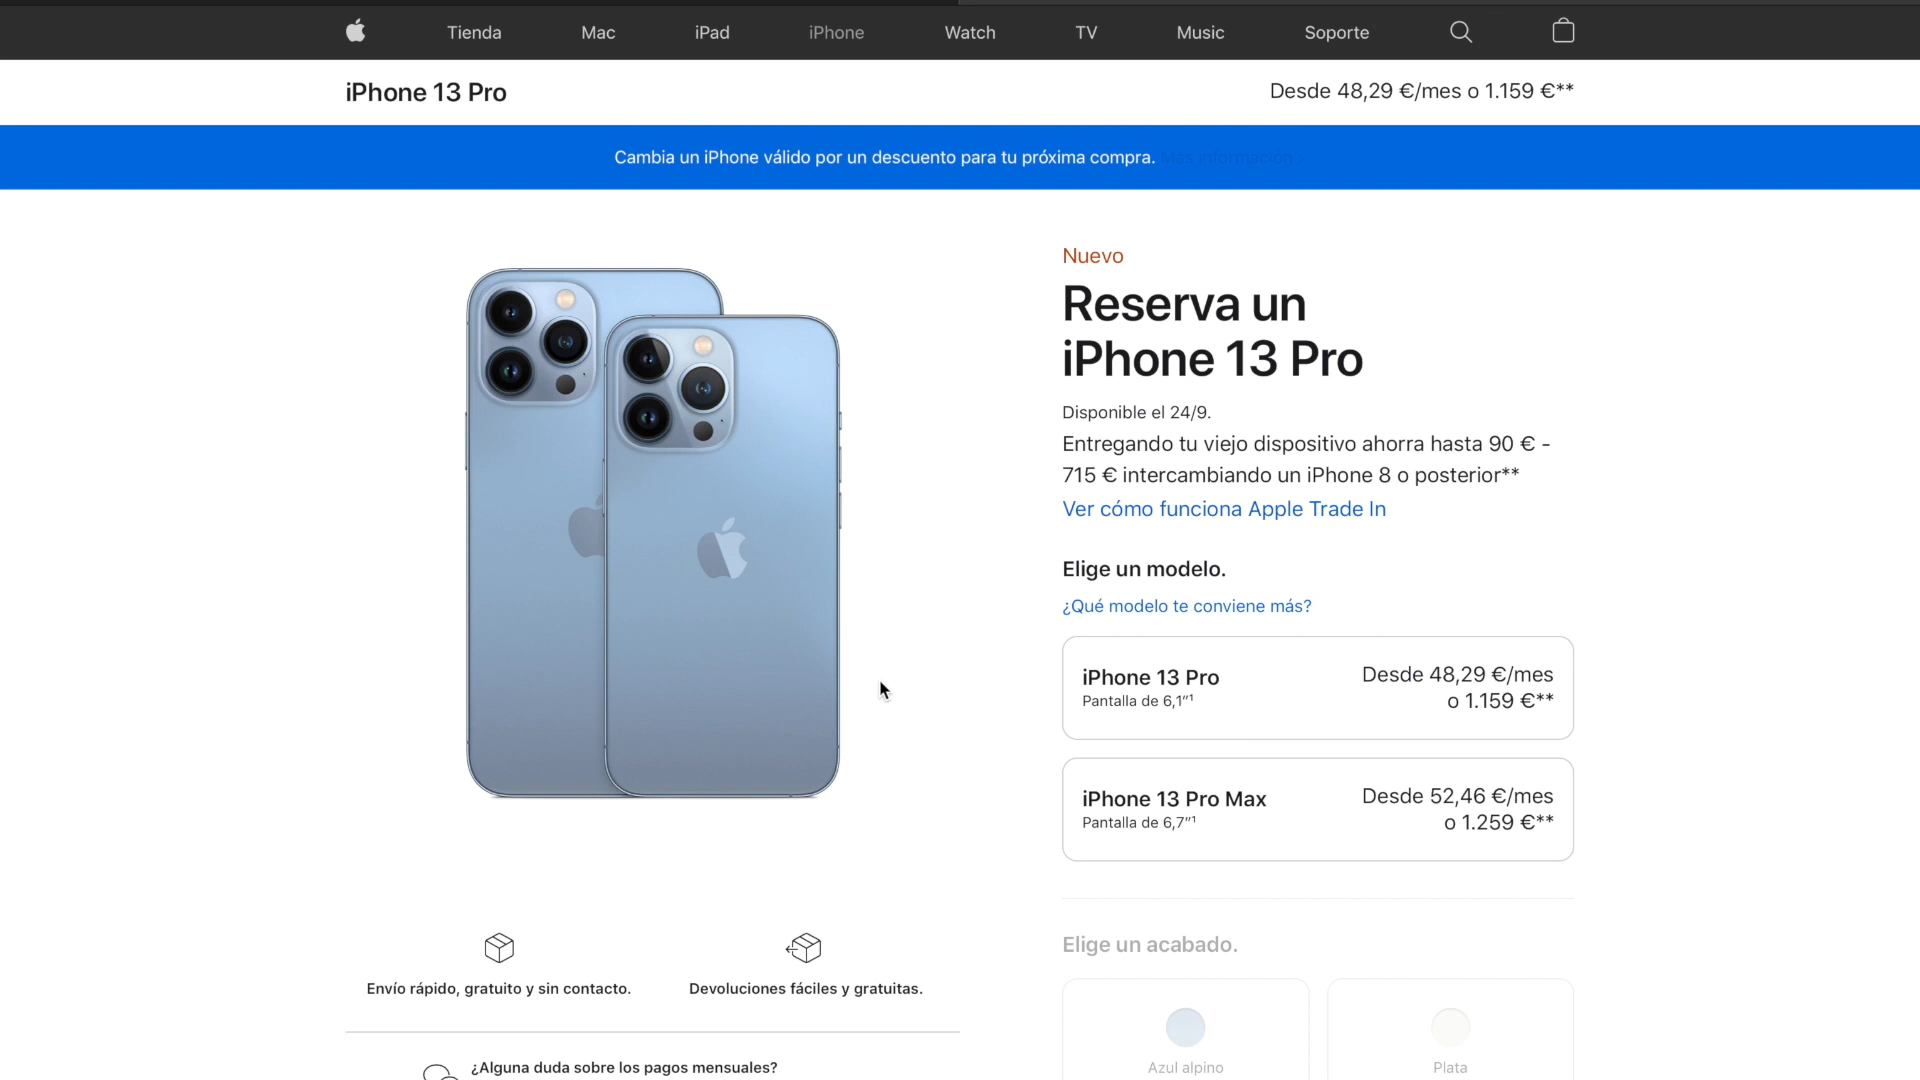 Tienda Mac iPad iPhone Watch TV Music Soporte
iPhone 13 Pro
Desde 48,29 €/mes o 1.159 €**
Cambia un iPhone válido por un descuento para tu próxima compra. Más información >
Nuevo
Reserva un
iPhone 13 Pro
Disponible el 24/9.
Entregando tu viejo dispositivo ahorra hasta 90 € -
715 € intercambiando un iPhone 8 o posterior**
Ver cómo funciona Apple Trade In
Elige un modelo.
¿Qué modelo te conviene más?
iPhone 13 Pro
Pantalla de 6,1"¹
Desde 48,29 €/mes
o 1.159 €**
iPhone 13 Pro Max
Pantalla de 6,7"¹
Desde 52,46 €/mes
o 1.259 €**
Elige un acabado.
Azul alpino
Plata
Envío rápido, gratuito y sin contacto.
Devoluciones fáciles y gratuitas.
¿Alguna duda sobre los pagos mensuales?